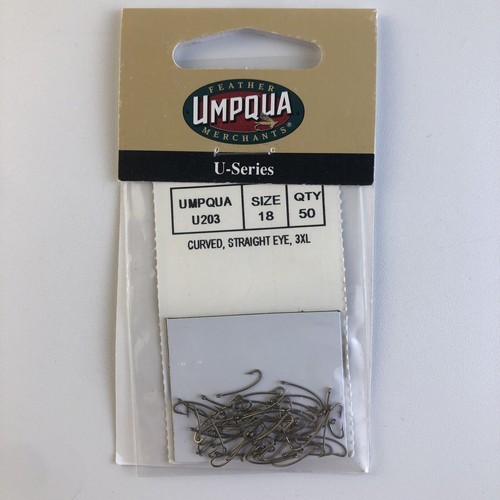 FEATHER
UMPQUA
MERCHANTS®
U-Series
UMPQUA U203
SIZE 18
QTY 50
CURVED, STRAIGHT EYE, 3XL